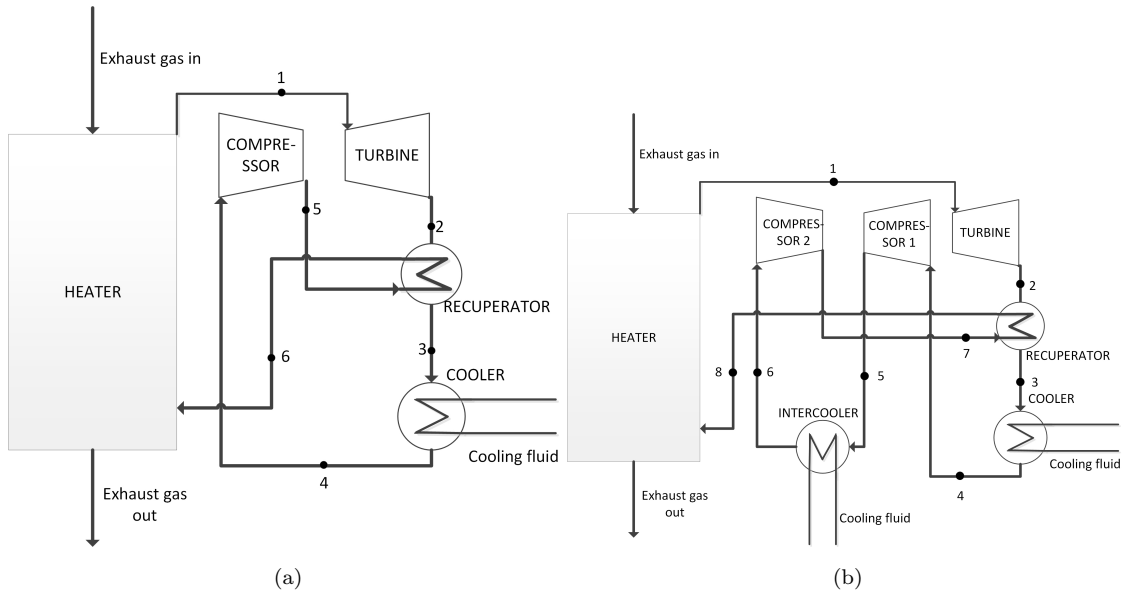 Exhaust gas in
1
COMPRE-
SSOR
TURBINE
5
2
HEATER
RECUPERATOR
3
6
COOLER
Cooling fluid
4
Exhaust gas
out
(a)
Exhaust gas in
1
COMPRES-
SOR 2
COMPRES-
SOR 1
TURBINE
2
HEATER
7
RECUPERATOR
8
6
5
3
COOLER
INTERCOOLER
Cooling fluid
4
Exhaust gas
out
Cooling fluid
(b)